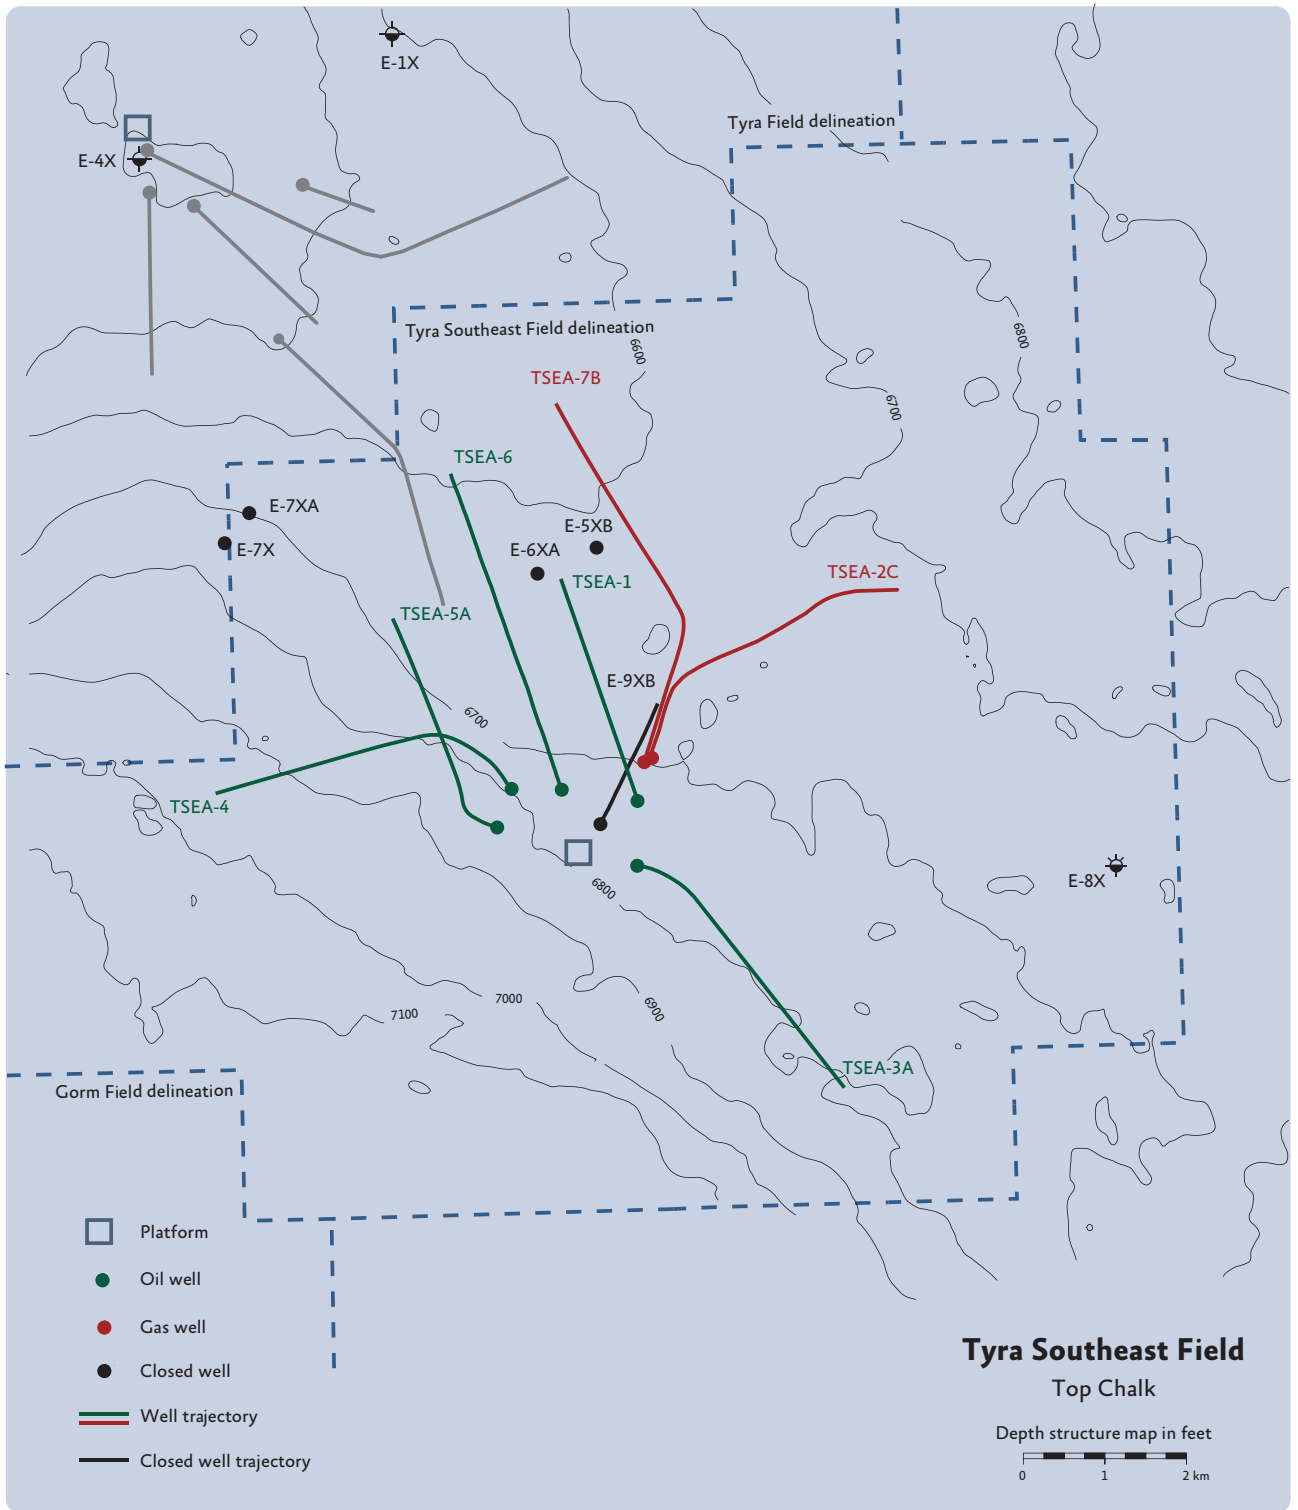 E-1X
Tyra Field delineation
E-4X
Tyra Southeast Field delineation
6600
6800
TSEA-7B
6700
TSEA-6
E-7XA
E-5XB
E-7X
E-6XA
TSEA-2C
TSEA-1
TSEA-5A
E-9XB
6700
TSEA-4
E-8X
6800
7000
6900
7100
TSEA-3A
Gorm Field delineation
Platform
Oil well
Gas well
Closed well
Well trajectory
Closed well trajectory
Tyra Southeast Field
Top Chalk
Depth structure map in feet
0 1 2 km